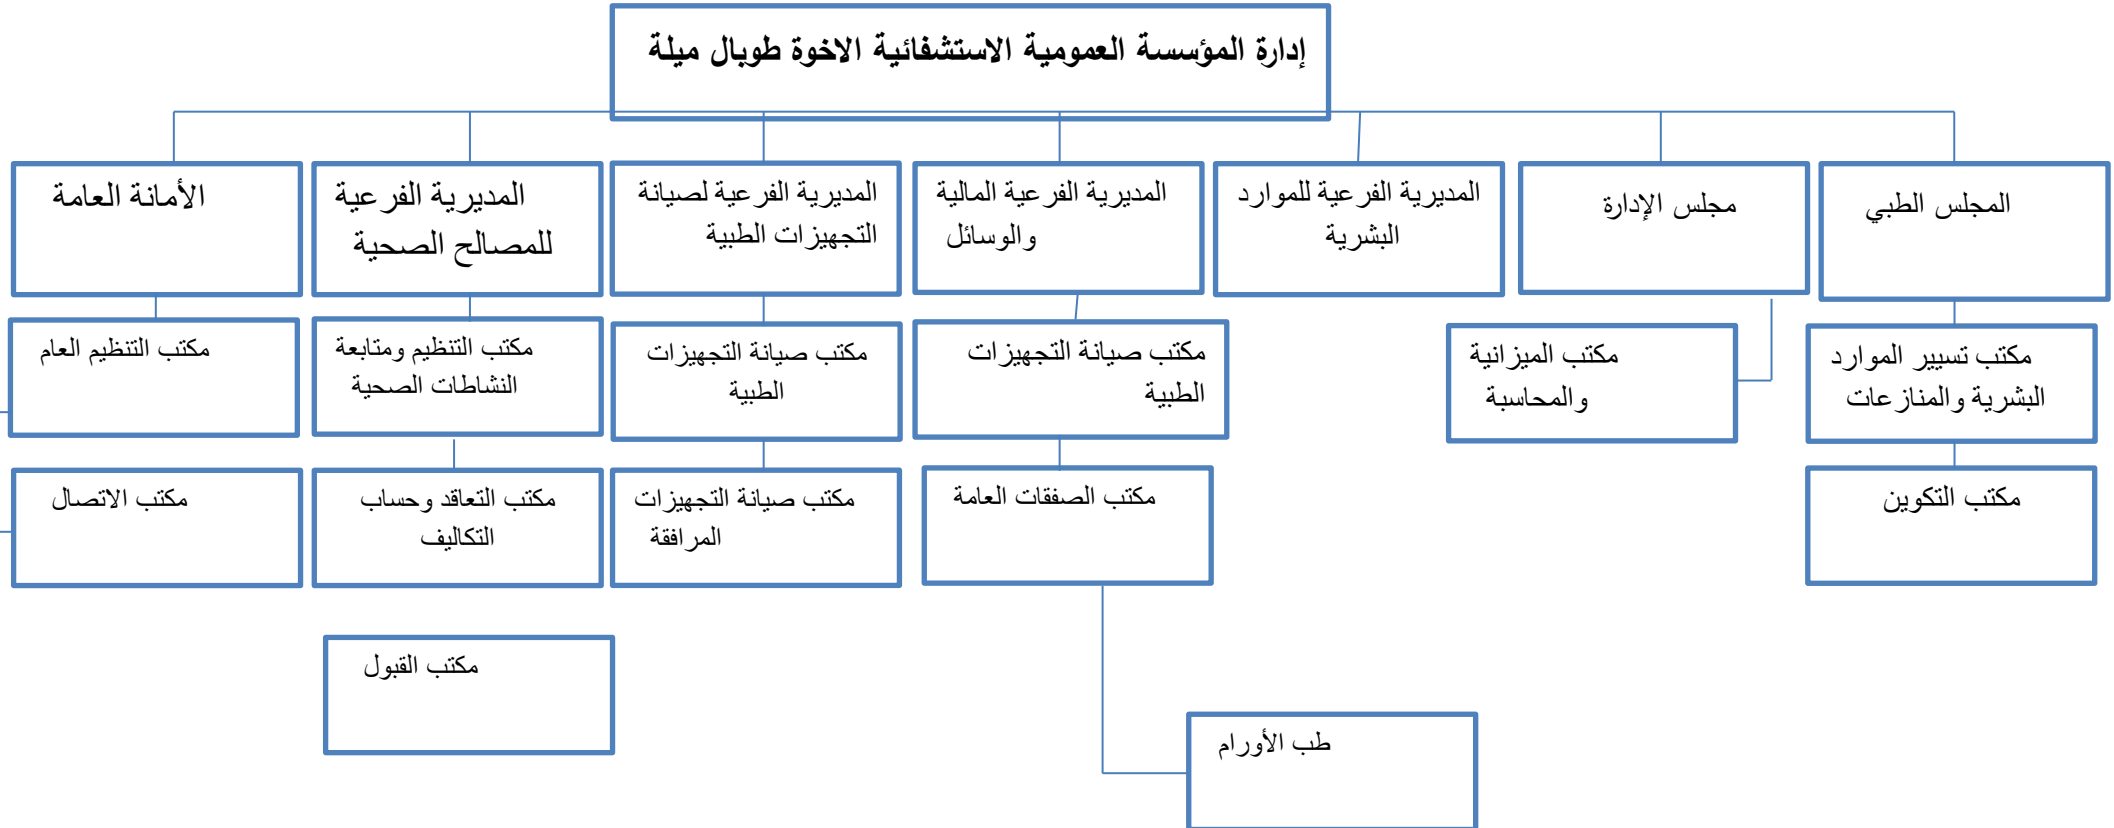 إدارة المؤسسة العمومية الاستشفائية الاخوة طوبال ميلة
المجلس الطبي
مجلس الإدارة
المديرية الفرعية للموارد
البشرية
المديرية الفرعية المالية
والوسائل
المديرية الفرعية لصيانة
التجهيزات الطبية
المديرية الفرعية
للمصالح الصحية
الأمانة العامة
مكتب تسيير الموارد
البشرية والمنازعات
مكتب الميزانية
والمحاسبة
مكتب صيانة التجهيزات
الطبية
مكتب صيانة التجهيزات
الطبية
مكتب التنظيم ومتابعة
النشاطات الصحية
مكتب التنظيم العام
مكتب التكوين
مكتب الصفقات العامة
مكتب صيانة التجهيزات
المرافقة
مكتب التعاقد وحساب
التكاليف
مكتب الاتصال
مكتب القبول
طب الأورام